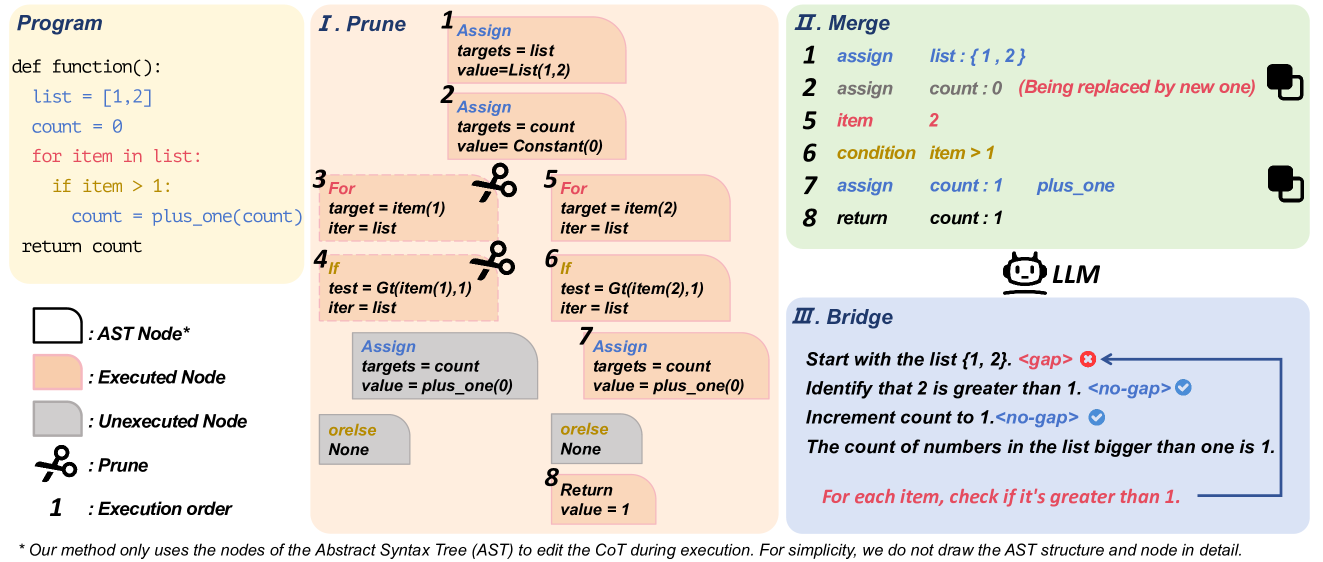 Program
def function():
list = [1,2]
count = 0
for item in list:
if item > 1:
count = plus_one(count)
return count
: AST Node*
: Executed Node
: Unexecuted Node
: Prune
1 : Execution order
I . Prune
1
Assign
targets = list
value=List(1,2)
2
Assign
targets = count
value= Constant(0)
3
For
target = item(1)
iter = list
4
If
test = Gt(item(1),1)
iter = list
Assign
targets = count
value = plus_one(0)
orelse
None
5
For
target = item(2)
iter = list
6
If
test = Gt(item(2),1)
iter = list
7
Assign
targets = count
value = plus_one(0)
orelse
None
8
Return
value = 1
II . Merge
1 assign list : { 1 , 2 }
2 assign count : 0 (Being replaced by new one)
5 item 2
6 condition item > 1
7 assign count : 1 plus_one
8 return count : 1
LLM
III . Bridge
Start with the list {1, 2}. <gap>
Identify that 2 is greater than 1. <no-gap>
Increment count to 1.<no-gap>
The count of numbers in the list bigger than one is 1.
For each item, check if it's greater than 1.
* Our method only uses the nodes of the Abstract Syntax Tree (AST) to edit the CoT during execution. For simplicity, we do not draw the AST structure and node in detail.